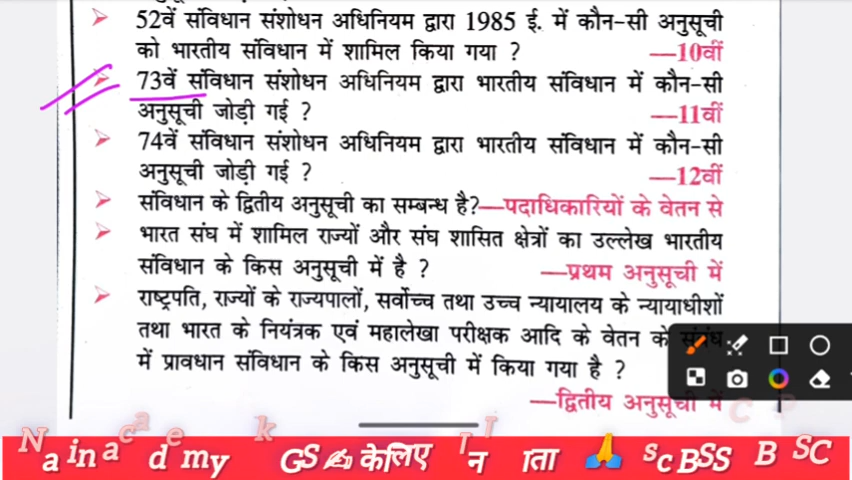 52वें संविधान संशोधन अधिनियम द्वारा 1985 ई. में कौन-सी अनुसूची
को भारतीय संविधान में शामिल किया गया ? —10वीं
73वें संविधान संशोधन अधिनियम द्वारा भारतीय संविधान में कौन-सी
अनुसूची जोड़ी गई ? —11वीं
74वें संविधान संशोधन अधिनियम द्वारा भारतीय संविधान में कौन-सी
अनुसूची जोड़ी गई ? —12वीं
संविधान के द्वितीय अनुसूची का सम्बन्ध है?—पदाधिकारियों के वेतन से
भारत संघ में शामिल राज्यों और संघ शासित क्षेत्रों का उल्लेख भारतीय
संविधान के किस अनुसूची में है ? —प्रथम अनुसूची में
राष्ट्रपति, राज्यों के राज्यपालों, सर्वोच्च तथा उच्च न्यायालय के न्यायाधीशों
तथा भारत के नियंत्रक एवं महालेखा परीक्षक आदि के वेतन के संबंध
में प्रावधान संविधान के किस अनुसूची में किया गया है ?
—द्वितीय अनुसूची में
GS ✍ केलिए
BSS B SC